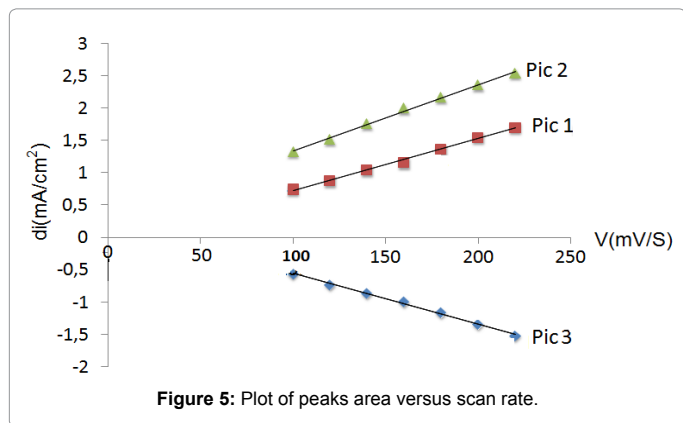 3
2,5
2
1,5
1
0,5
0
-0,5
-1
-1,5
-2
di(mA/cm²)
0
50
100
150
200
250
V(mV/S)
Pic 2
Pic 1
Pic 3
Figure 5: Plot of peaks area versus scan rate.